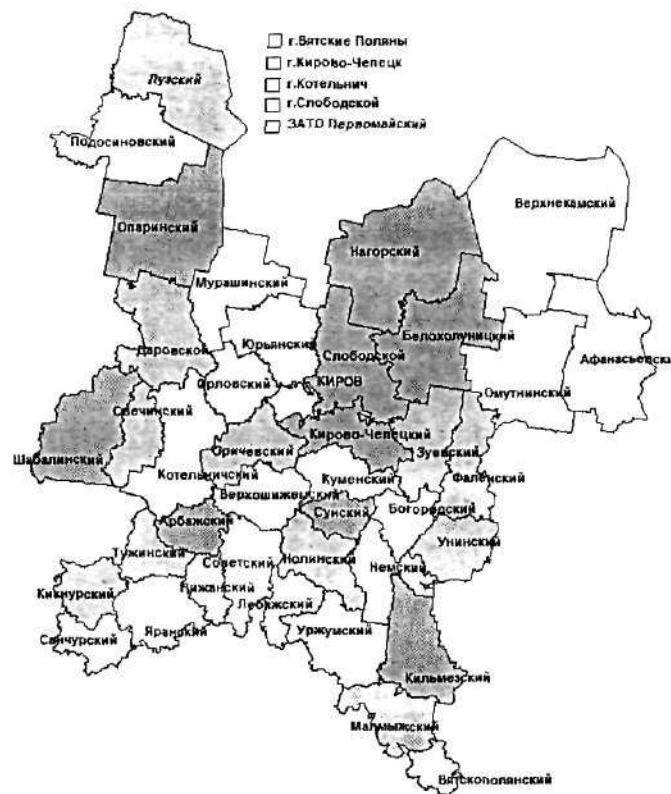 г.Вятские Поляны
г.Кирово-Чепецк
г.Котельнич
г.Слободской
ЗАТО Первомайский
Лузский
Подосиновский
Верхнекамский
Опаринский
Нагорский
Мурашинский
Юрьянский
Белохолуницкий
Даровской
Слободской
Афанасьевский
Орловский
КИРОВ
Омутнинский
Свечинский
Кирово-Чепецкий
Шабалинский
Оричевский
Зуевский
Котельничский
Куменский
Фаленский
Верхошижемский
Богородский
Арбажский
Сунский
Унинский
Тужинский
Советский
Нолинский
Немский
Кикнурский
Пижанский
Лебяжский
Санчурский
Яранский
Уржумский
Кильмезский
Малмыжский
Вятскополянский